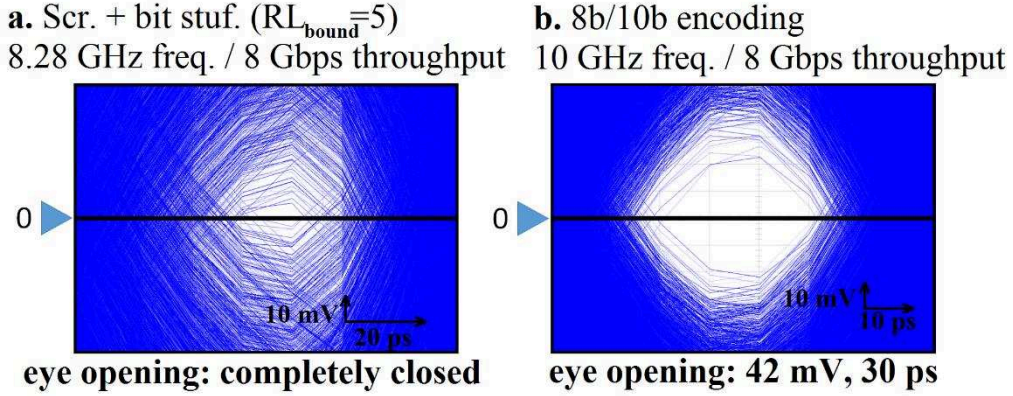 a. Scr. + bit stuf. (RLbound=5)
8.28 GHz freq. / 8 Gbps throughput
0
10 mV
20 ps
eye opening: completely closed
b. 8b/10b encoding
10 GHz freq. / 8 Gbps throughput
0
10 mV
10 ps
eye opening: 42 mV, 30 ps